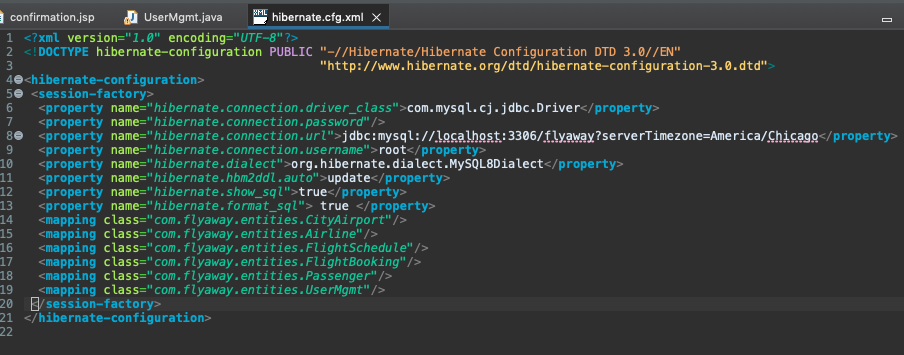 confirmation.jsp UserMgmt.java hibernate.cfg.xml
1 <?xml version="1.0" encoding="UTF-8"?>
2 <!DOCTYPE hibernate-configuration PUBLIC "-//Hibernate/Hibernate Configuration DTD 3.0//EN"
3 "http://www.hibernate.org/dtd/hibernate-configuration-3.0.dtd">
4 <hibernate-configuration>
5 <session-factory>
6 <property name="hibernate.connection.driver_class">com.mysql.cj.jdbc.Driver</property>
7 <property name="hibernate.connection.password"/>
8 <property name="hibernate.connection.url">jdbc:mysql://localhost:3306/flyaway?serverTimezone=America/Chicago</property>
9 <property name="hibernate.connection.username">root</property>
10 <property name="hibernate.dialect">org.hibernate.dialect.MySQL8Dialect</property>
11 <property name="hibernate.hbm2ddl.auto">update</property>
12 <property name="hibernate.show_sql">true</property>
13 <property name="hibernate.format_sql"> true </property>
14 <mapping class="com.flyaway.entities.CityAirport"/>
15 <mapping class="com.flyaway.entities.Airline"/>
16 <mapping class="com.flyaway.entities.FlightSchedule"/>
17 <mapping class="com.flyaway.entities.FlightBooking"/>
18 <mapping class="com.flyaway.entities.Passenger"/>
19 <mapping class="com.flyaway.entities.UserMgmt"/>
20 </session-factory>
21 </hibernate-configuration>
22